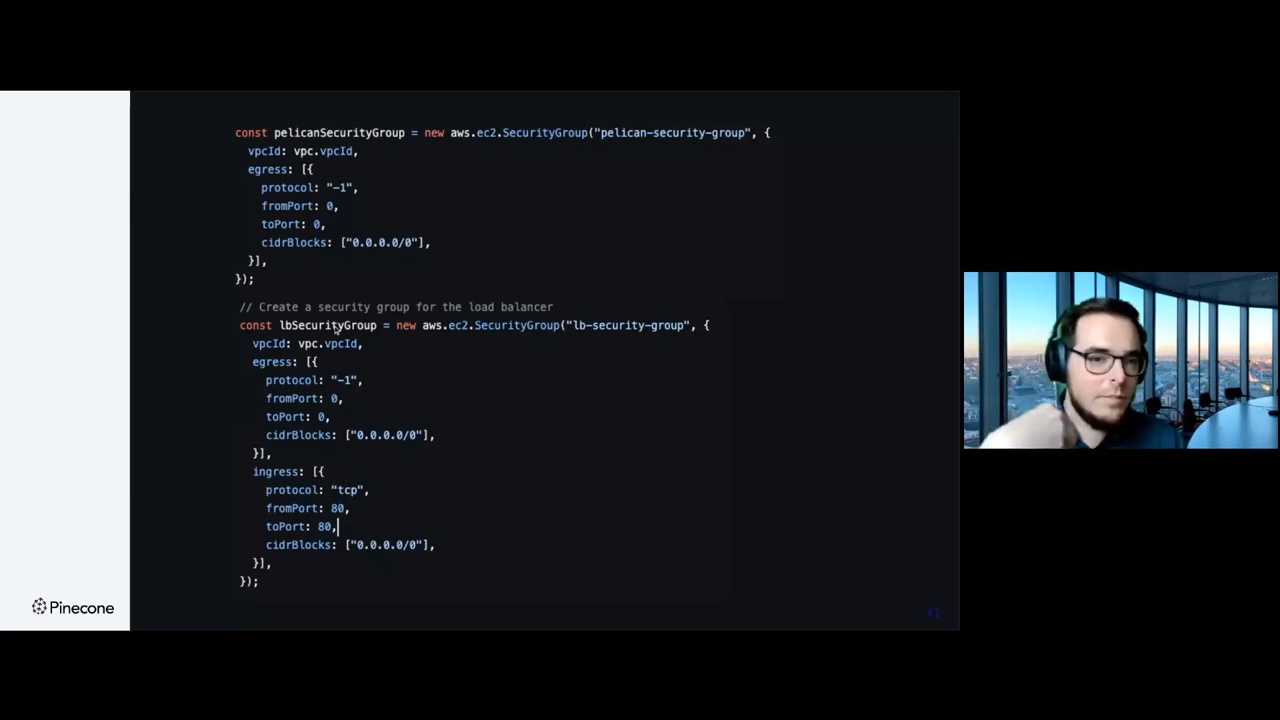 const pelicanSecurityGroup = new aws.ec2.SecurityGroup("pelican-security-group", {
vpcId: vpc.vpcId,
egress: [{
protocol: "-1",
fromPort: 0,
toPort: 0,
cidrBlocks: ["0.0.0.0/0"],
}],
});
// Create a security group for the load balancer
const lbSecurityGroup = new aws.ec2.SecurityGroup("lb-security-group", {
vpcId: vpc.vpcId,
egress: [{
protocol: "-1",
fromPort: 0,
toPort: 0,
cidrBlocks: ["0.0.0.0/0"],
}],
ingress: [{
protocol: "tcp",
fromPort: 80,
toPort: 80,
cidrBlocks: ["0.0.0.0/0"],
}],
});
Pinecone